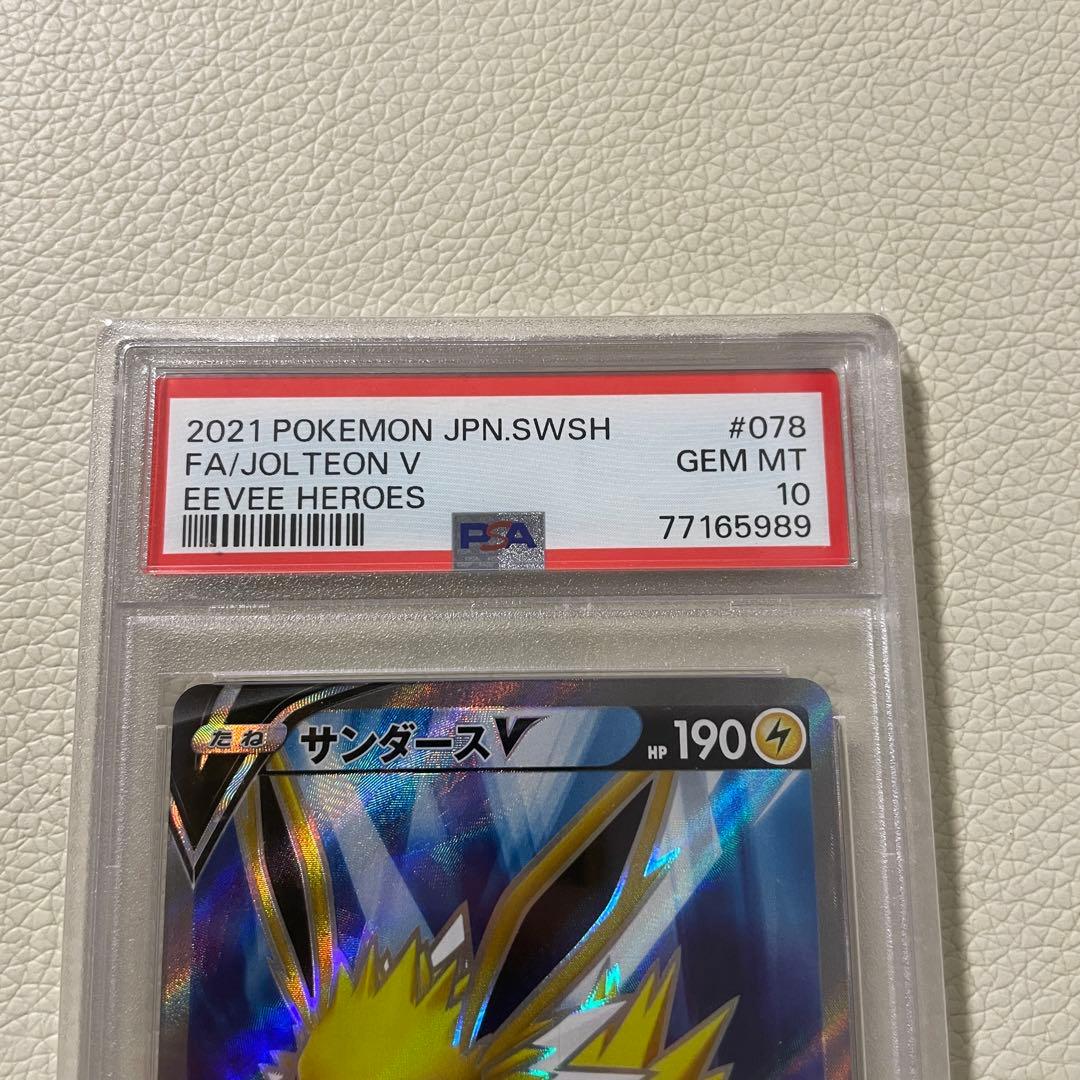 2021 POKEMON JPN.SWSH #078
FA/JOLTEON V GEM MT
EEVEE HEROES 10
PSA 77165989
たね サンダースV HP 190